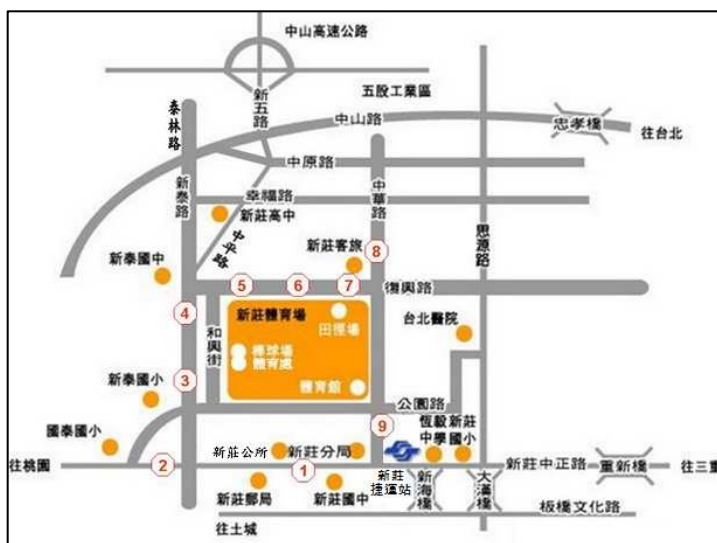 中山高速公路
新五路
五股工業區
泰林路
中山路
忠孝橋
往台北
中原路
新泰路
中華路
幸福路
新莊高中
思源路
中平路
新莊客旅
8
新泰國中
5
6
7
復興路
4
新莊體育場
田徑場
台北醫院
和興街
棒球場
體育處
新泰國小
3
體育館
公園路
9
國泰國小
新莊公所
新莊分局
恆毅中學
新莊國小
往桃園
2
1
新莊捷運站
新海橋
大漢橋
新莊中正路
重新橋
往三重
新莊郵局
新莊國中
板橋文化路
往土城